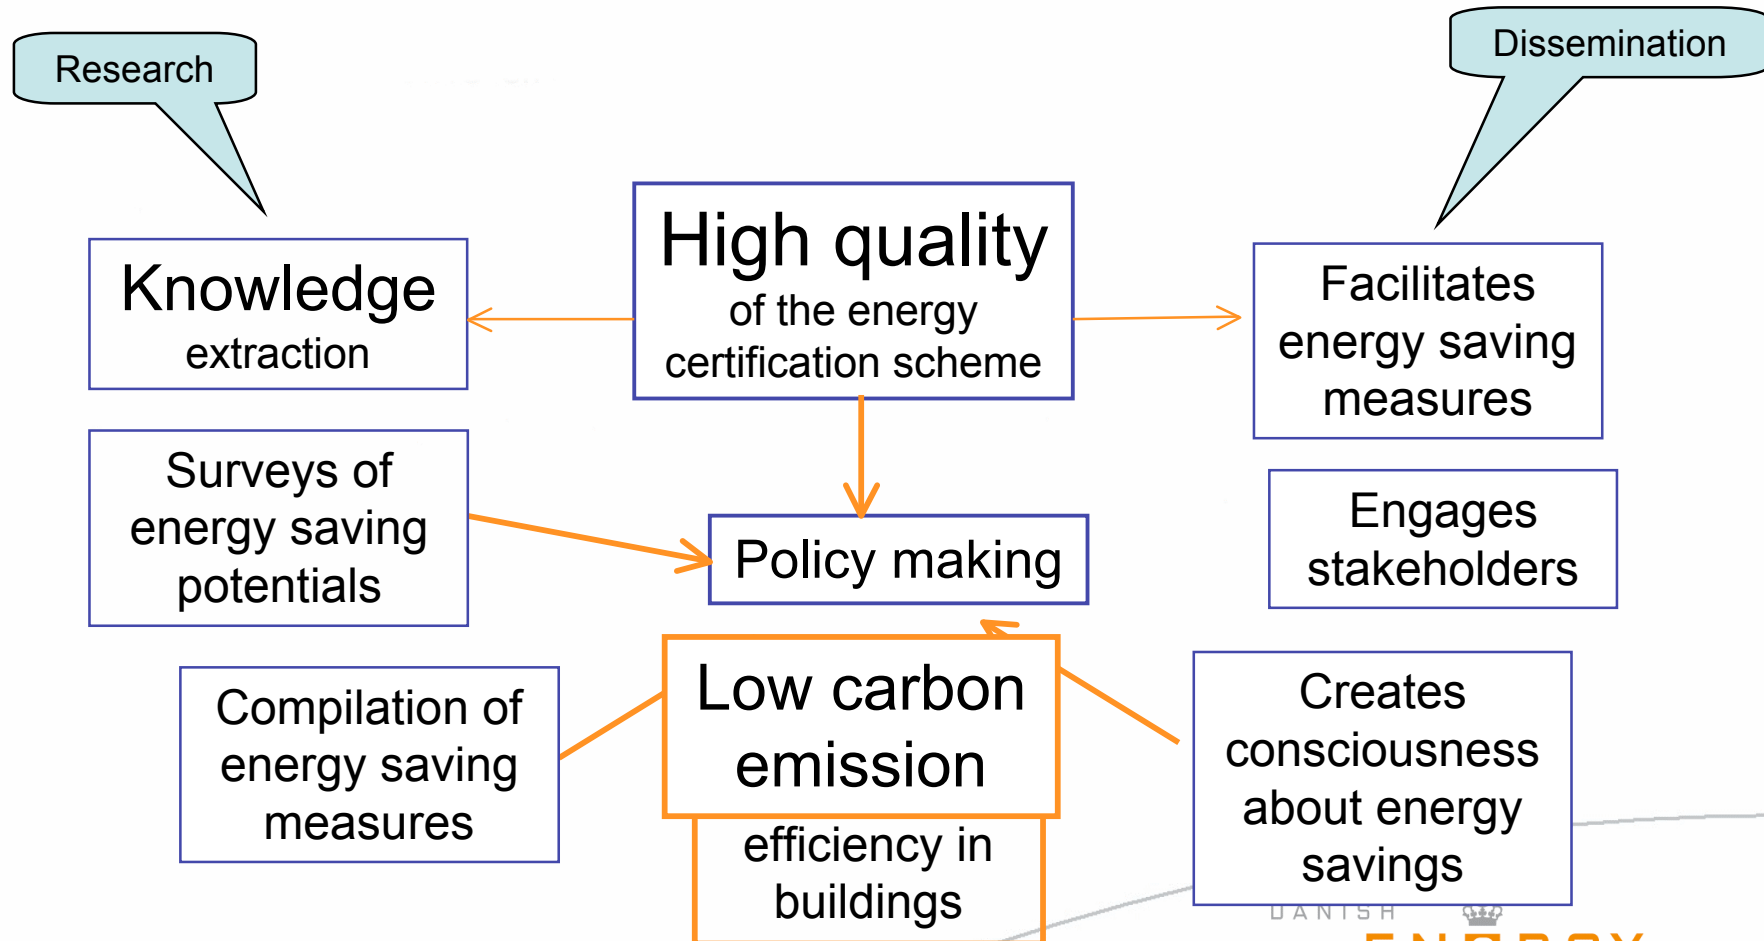 Research
Dissemination
High quality
of the energy
certification scheme
Knowledge
extraction
Facilitates
energy saving
measures
Surveys of
energy saving
potentials
Policy making
Engages
stakeholders
Compilation of
energy saving
measures
Low carbon
emission
efficiency in
buildings
Creates
consciousness
about energy
savings
DANISH
ENERGY